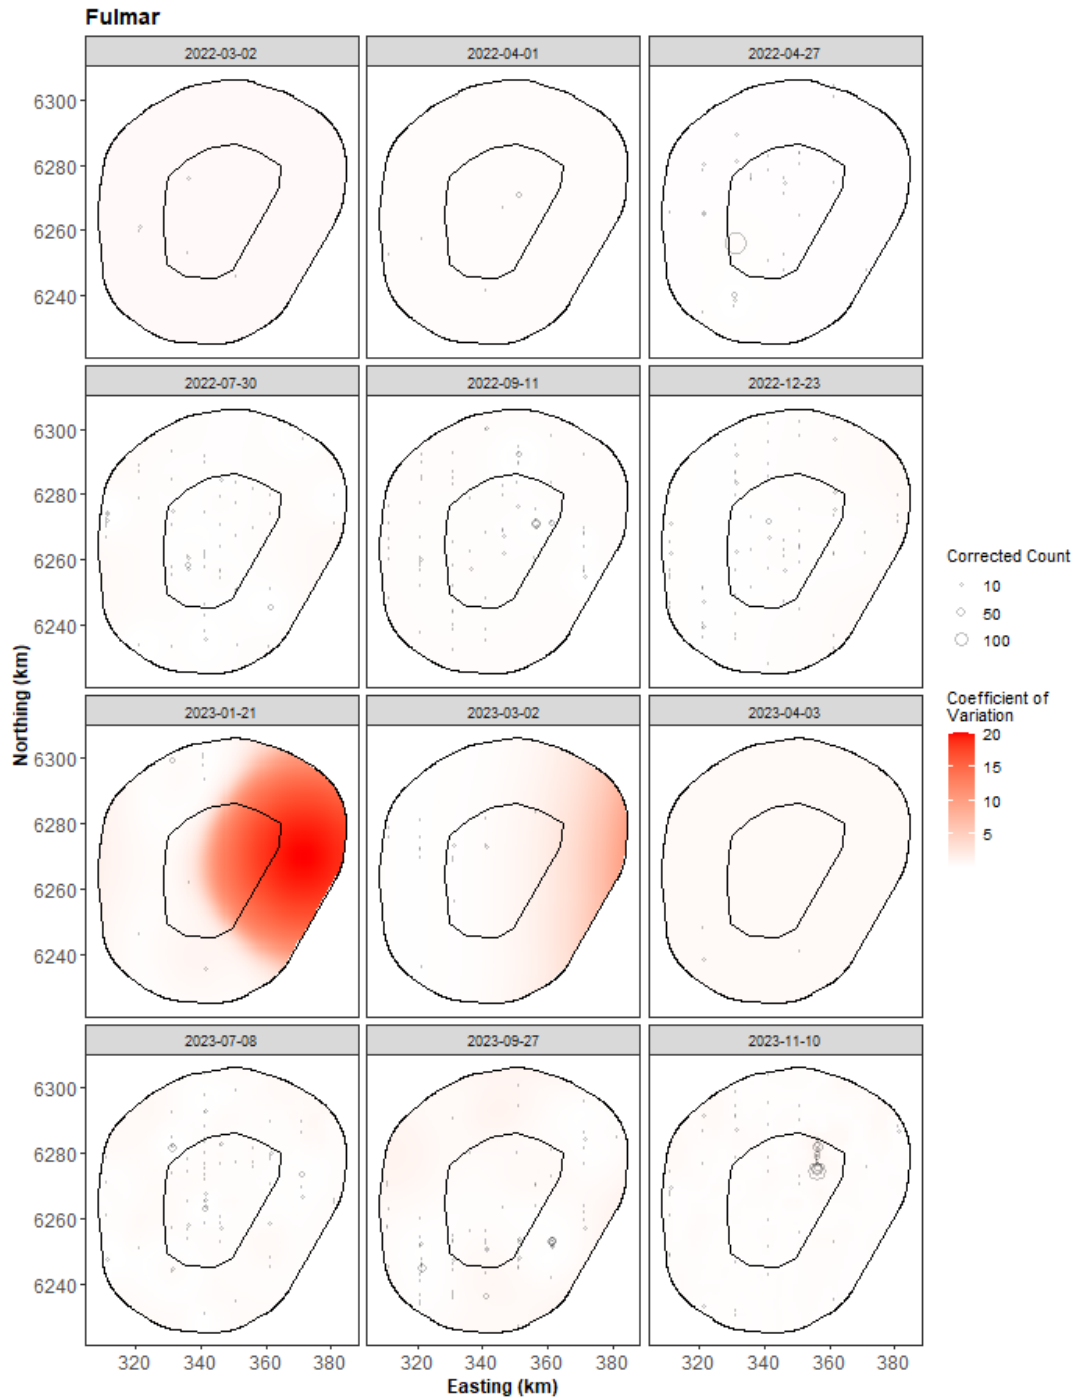 Fulmar
2022-03-02 2022-04-01 2022-04-27
6300
6280
6260
6240
2022-07-30 2022-09-11 2022-12-23
6300
6280
6260
6240
2023-01-21 2023-03-02 2023-04-03
6300
6280
6260
6240
2023-07-08 2023-09-27 2023-11-10
6300
6280
6260
6240
320 340 360 380 320 340 360 380 320 340 360 380
Easting (km)
Northing (km)
Corrected Count
10
50
100
Coefficient of
Variation
20
15
10
5